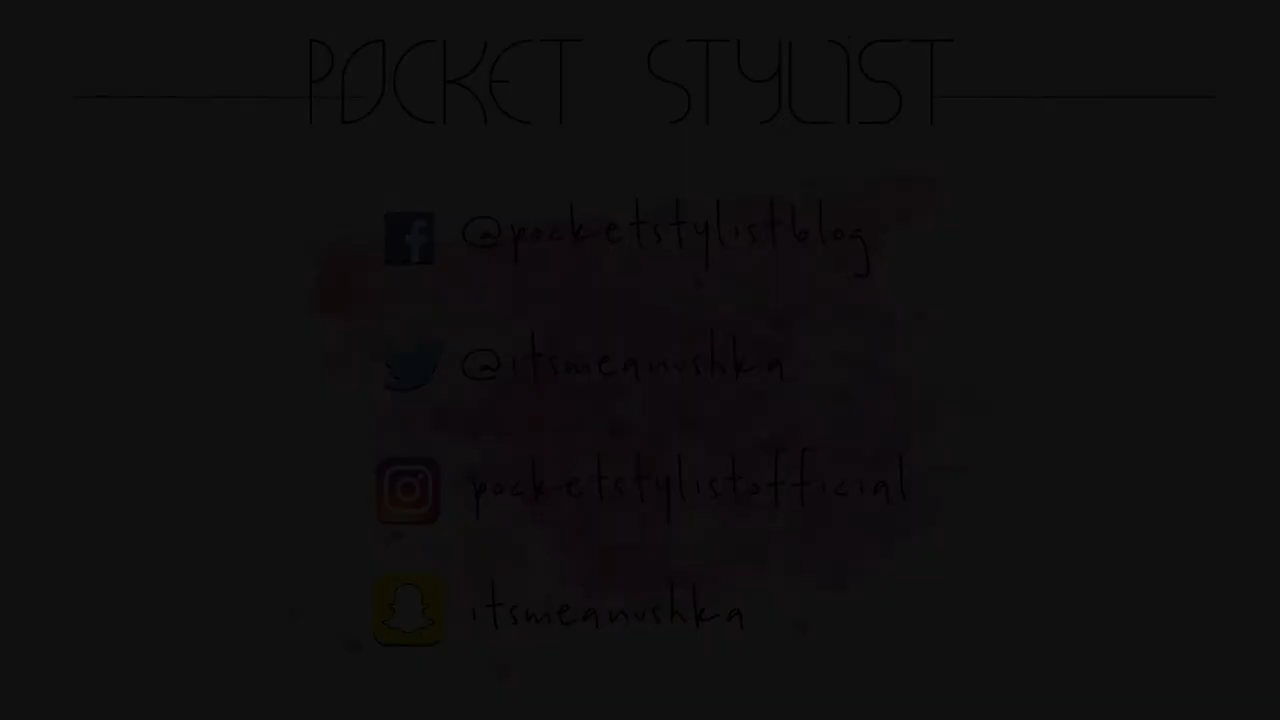 POCKET STYLIST
@pocketstylistblog
@itsmeanushka
pocketstylistofficial
itsmeanushka